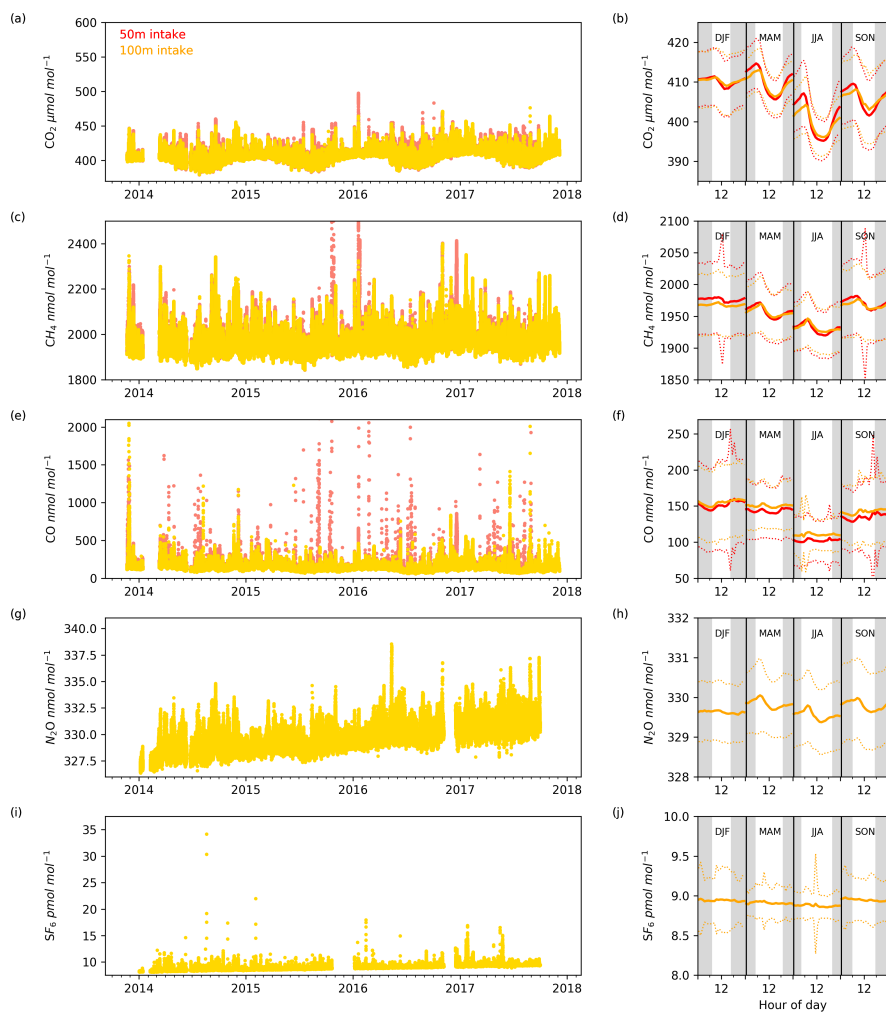 (a)
600
550
500
450
400
CO₂ μmol mol⁻¹
50m intake
100m intake
2014 2015 2016 2017 2018
(b)
420
410
400
390
CO₂ μmol mol⁻¹
DJF MAM JJA SON
12 12 12 12
(c)
2400
2200
2000
1800
CH₄ nmol mol⁻¹
2014 2015 2016 2017 2018
(d)
2100
2050
2000
1950
1900
1850
CH₄ nmol mol⁻¹
DJF MAM JJA SON
12 12 12 12
(e)
2000
1500
1000
500
0
CO nmol mol⁻¹
2014 2015 2016 2017 2018
(f)
250
200
150
100
50
CO nmol mol⁻¹
DJF MAM JJA SON
12 12 12 12
(g)
340.0
337.5
335.0
332.5
330.0
327.5
N₂O nmol mol⁻¹
2014 2015 2016 2017 2018
(h)
332
331
330
329
328
N₂O nmol mol⁻¹
DJF MAM JJA SON
12 12 12 12
(i)
35
30
25
20
15
10
SF₆ pmol mol⁻¹
2014 2015 2016 2017 2018
(j)
10.0
9.5
9.0
8.5
8.0
SF₆ pmol mol⁻¹
DJF MAM JJA SON
12 12 12 12
Hour of day